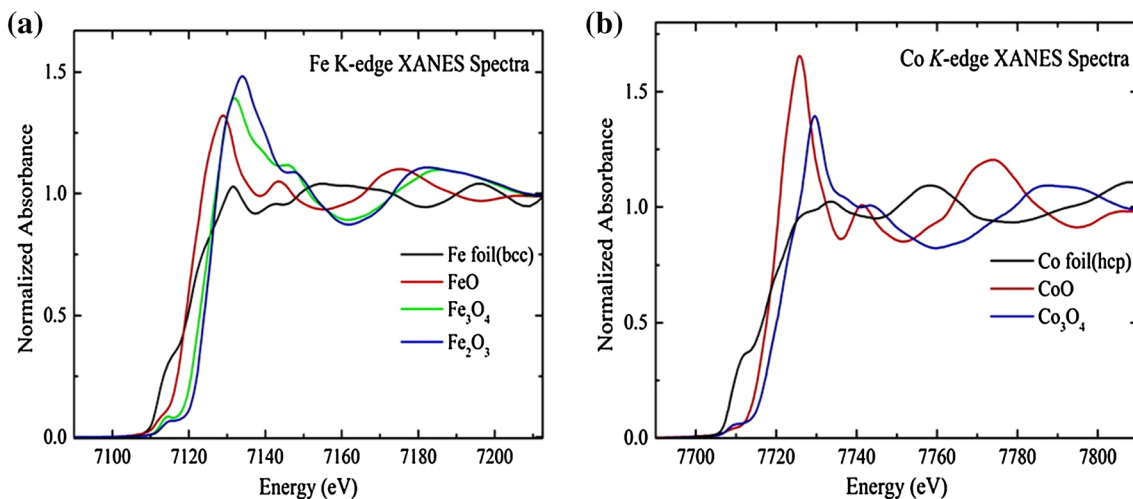 (a)
Fe K-edge XANES Spectra
Normalized Absorbance
1.5
1.0
0.5
0.0
Fe foil(bcc)
FeO
Fe₃O₄
Fe₂O₃
7100 7120 7140 7160 7180 7200
Energy (eV)
(b)
Co K-edge XANES Spectra
Normalized Absorbance
1.5
1.0
0.5
0.0
Co foil(hcp)
CoO
Co₃O₄
7700 7720 7740 7760 7780 7800
Energy (eV)